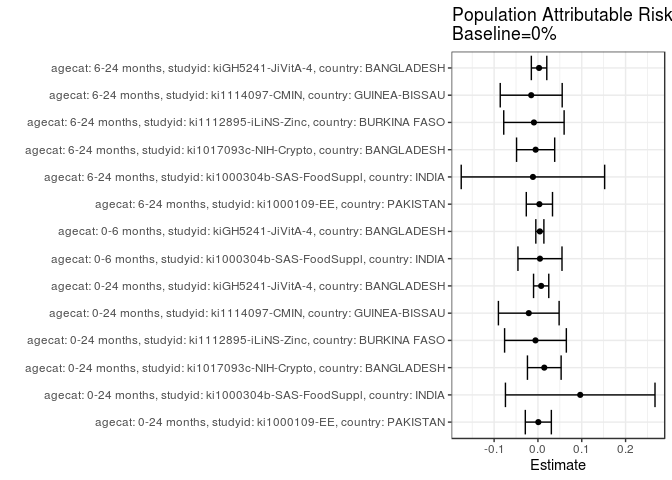 Population Attributable Risk
Baseline=0%
agecat: 6-24 months, studyid: kiGH5241-JiVitA-4, country: BANGLADESH
agecat: 6-24 months, studyid: ki1114097-CMIN, country: GUINEA-BISSAU
agecat: 6-24 months, studyid: ki1112895-iLiNS-Zinc, country: BURKINA FASO
agecat: 6-24 months, studyid: ki1017093c-NIH-Crypto, country: BANGLADESH
agecat: 6-24 months, studyid: ki1000304b-SAS-FoodSuppl, country: INDIA
agecat: 6-24 months, studyid: ki1000109-EE, country: PAKISTAN
agecat: 0-6 months, studyid: kiGH5241-JiVitA-4, country: BANGLADESH
agecat: 0-6 months, studyid: ki1000304b-SAS-FoodSuppl, country: INDIA
agecat: 0-24 months, studyid: kiGH5241-JiVitA-4, country: BANGLADESH
agecat: 0-24 months, studyid: ki1114097-CMIN, country: GUINEA-BISSAU
agecat: 0-24 months, studyid: ki1112895-iLiNS-Zinc, country: BURKINA FASO
agecat: 0-24 months, studyid: ki1017093c-NIH-Crypto, country: BANGLADESH
agecat: 0-24 months, studyid: ki1000304b-SAS-FoodSuppl, country: INDIA
agecat: 0-24 months, studyid: ki1000109-EE, country: PAKISTAN
-0.1 0.0 0.1 0.2
Estimate